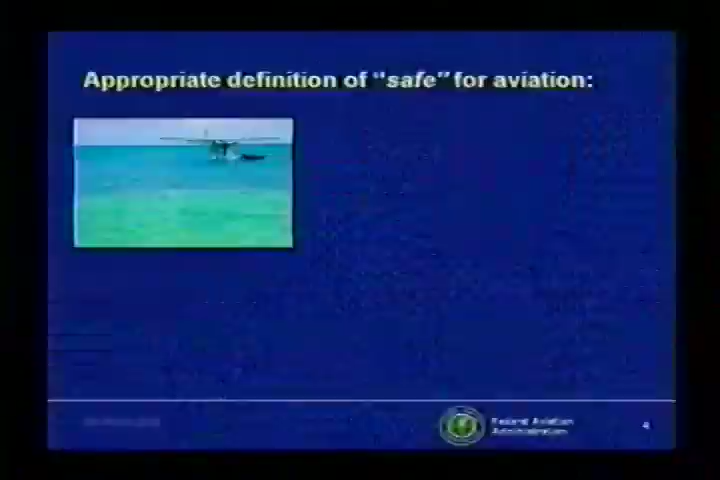 Appropriate definition of "safe" for aviation:
Federal Aviation
Administration
4